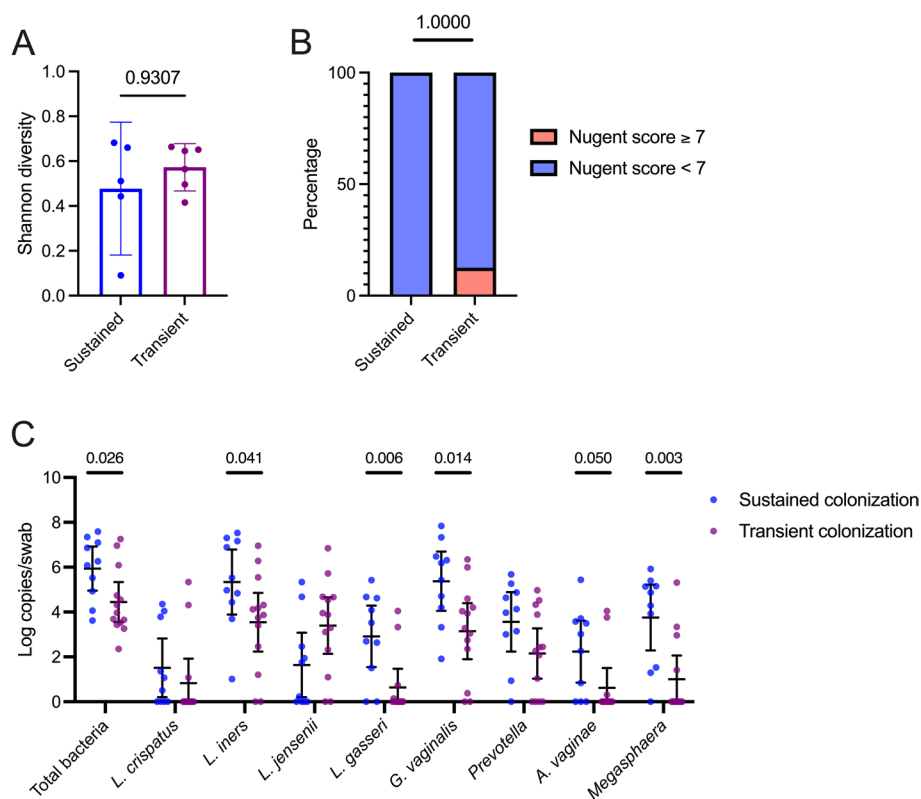 A
0.9307
Shannon diversity
1.0
0.8
0.6
0.4
0.2
0.0
Sustained
Transient
B
1.0000
Percentage
100
50
0
Sustained
Transient
Nugent score ≥ 7
Nugent score < 7
C
0.026
0.041
0.006
0.014
0.050
0.003
Log copies/swab
10
8
6
4
2
0
Total bacteria
L. crispatus
L. iners
L. jensenii
L. gasseri
G. vaginalis
Prevotella
A. vaginae
Megasphaera
Sustained colonization
Transient colonization